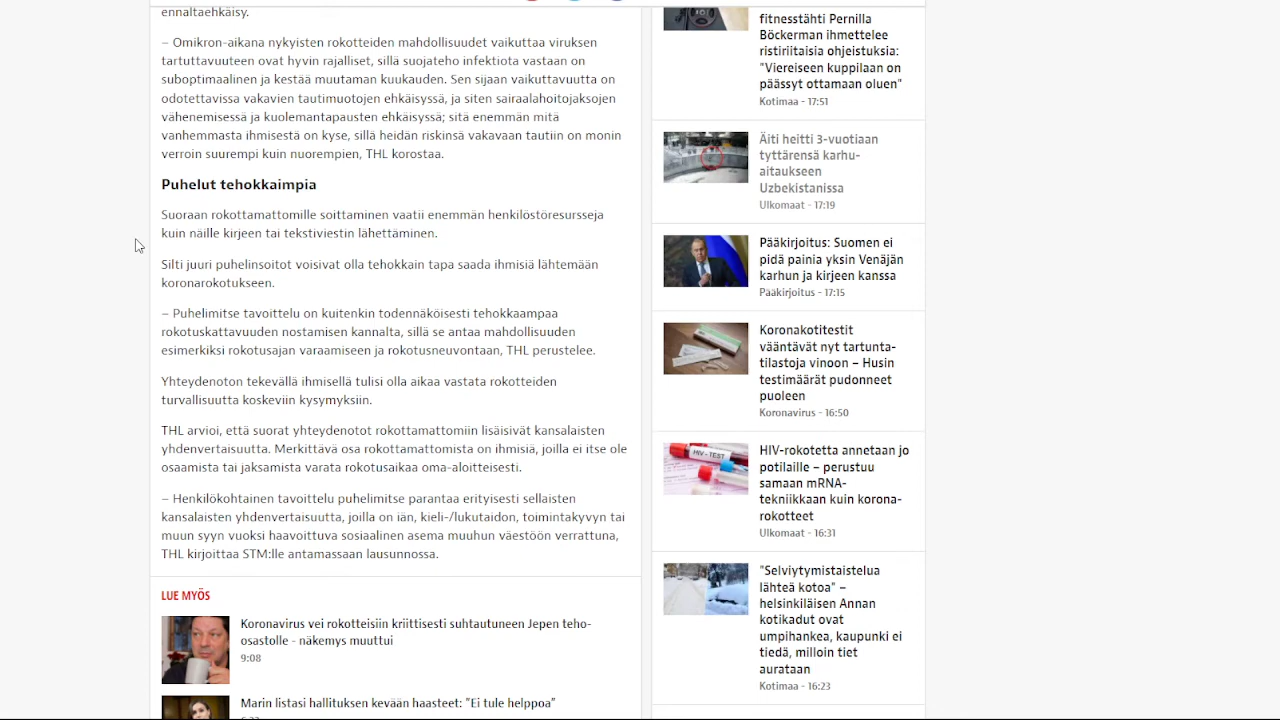 ennaltaehkäisy.
– Omikron-aikana nykyisten rokotteiden mahdollisuudet vaikuttaa viruksen
tartuttavuuteen ovat hyvin rajalliset, sillä suojateho infektiota vastaan on
suboptimaalinen ja kestää muutaman kuukauden. Sen sijaan vaikuttavuutta on
odotettavissa vakavien tautimuotojen ehkäisyssä, ja siten sairaalahoitojaksojen
vähenemisessä ja kuolemantapausten ehkäisyssä; sitä enemmän mitä
vanhemmasta ihmisestä on kyse, sillä heidän riskinsä vakavaan tautiin on monin
verroin suurempi kuin nuorempien, THL korostaa.
Puhelut tehokkaimpia
Suoraan rokottamattomille soittaminen vaatii enemmän henkilöstöresursseja
kuin näille kirjeen tai tekstiviestin lähettäminen.
Silti juuri puhelinsoitot voisivat olla tehokkain tapa saada ihmisiä lähtemään
koronarokotukseen.
– Puhelimitse tavoittelu on kuitenkin todennäköisesti tehokkaampaa
rokotuskattavuuden nostamisen kannalta, sillä se antaa mahdollisuuden
esimerkiksi rokotusajan varaamiseen ja rokotusneuvontaan, THL perustelee.
Yhteydenoton tekevällä ihmisellä tulisi olla aikaa vastata rokotteiden
turvallisuutta koskeviin kysymyksiin.
THL arvioi, että suorat yhteydenotot rokottamattomiin lisäisivät kansalaisten
yhdenvertaisuutta. Merkittävä osa rokottamattomista on ihmisiä, joilla ei itse ole
osaamista tai jaksamista varata rokotusaikaa oma-aloitteisesti.
– Henkilökohtainen tavoittelu puhelimitse parantaa erityisesti sellaisten
kansalaisten yhdenvertaisuutta, joilla on iän, kieli-/lukutaidon, toimintakyvyn tai
muun syyn vuoksi haavoittuva sosiaalinen asema muuhun väestöön verrattuna,
THL kirjoittaa STM:lle antamassaan lausunnossa.
LUE MYÖS
Koronavirus vei rokotteisiin kriittisesti suhtautuneen Jepen teho-
osastolle - näkemys muuttui
9:08
Marin listasi hallituksen kevään haasteet: "Ei tule helppoa"
fitnesstähti Pernilla
Böckerman ihmettelee
ristiriitaisia ohjeistuksia:
"Viereiseen kuppilaan on
päässyt ottamaan oluen"
Kotimaa - 17:51
Äiti heitti 3-vuotiaan
tyttärensä karhu-
aitaukseen
Uzbekistanissa
Ulkomaat - 17:19
Pääkirjoitus: Suomen ei
pidä painia yksin Venäjän
karhun ja kirjeen kanssa
Pääkirjoitus - 17:15
Koronakotitestit
vääntävät nyt tartunta-
tilastoja vinoon – Husin
testimäärät pudonneet
puoleen
Koronavirus - 16:50
HIV-TEST
HIV-rokotetta annetaan jo
potilaille – perustuu
samaan mRNA-
tekniikkaan kuin korona-
rokotteet
Ulkomaat - 16:31
"Selviytymistaistelua
lähteä kotoa" –
helsinkiläisen Annan
kotikadut ovat
umpihankea, kaupunki ei
tiedä, milloin tiet
aurataan
Kotimaa - 16:23